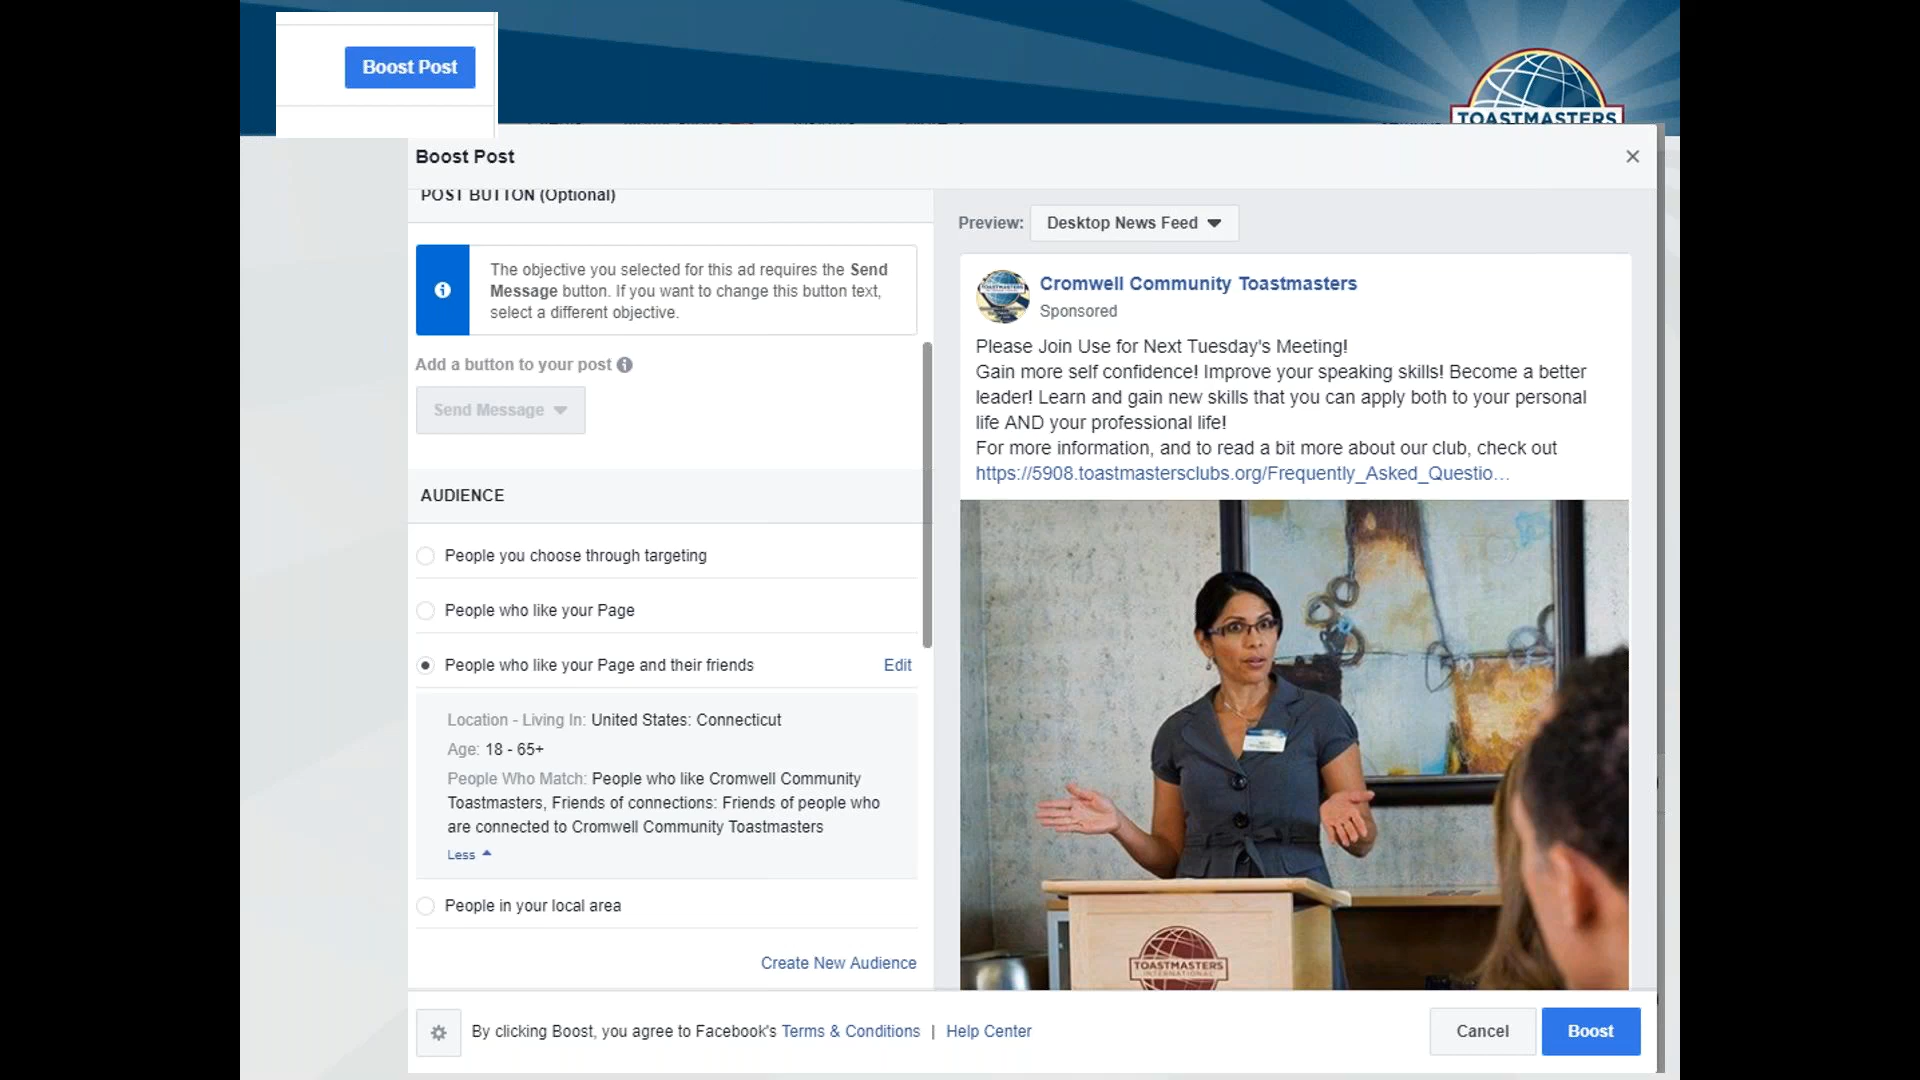 Boost Post
TOASTMASTERS
Boost Post
POST BUTTON (Optional)
The objective you selected for this ad requires the Send
Message button. If you want to change this button text,
select a different objective.
Add a button to your post
Send Message
AUDIENCE
People you choose through targeting
People who like your Page
People who like your Page and their friends
Edit
Location - Living In: United States: Connecticut
Age: 18 - 65+
People Who Match: People who like Cromwell Community
Toastmasters, Friends of connections: Friends of people who
are connected to Cromwell Community Toastmasters
Less
People in your local area
Create New Audience
Preview:
Desktop News Feed
Cromwell Community Toastmasters
Sponsored
Please Join Use for Next Tuesday's Meeting!
Gain more self confidence! Improve your speaking skills! Become a better
leader! Learn and gain new skills that you can apply both to your personal
life AND your professional life!
For more information, and to read a bit more about our club, check out
https://5908.toastmastersclubs.org/Frequently_Asked_Questio...
TOASTMASTERS
INTERNATIONAL
By clicking Boost, you agree to Facebook's Terms & Conditions | Help Center
Cancel
Boost